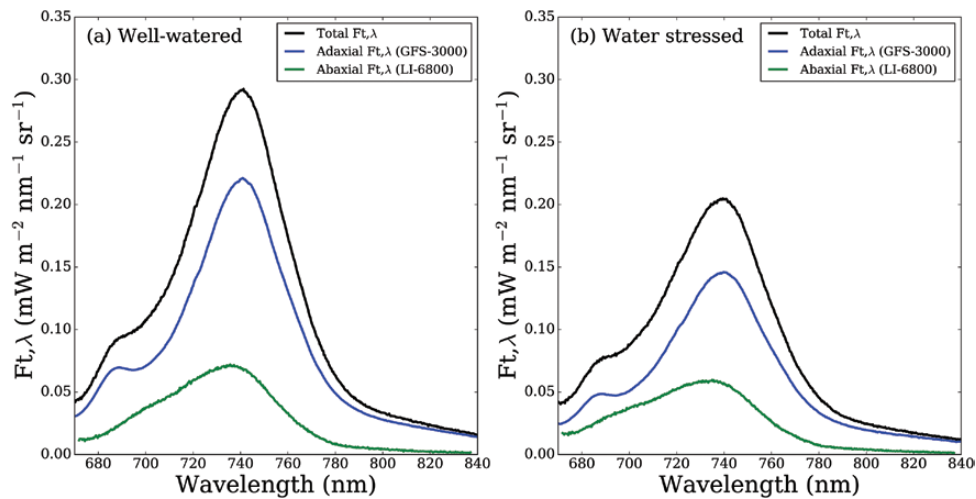 (a) Well-watered
Total Ft,λ
Adaxial Ft,λ (GFS-3000)
Abaxial Ft,λ (LI-6800)
0.35
0.30
0.25
0.20
0.15
0.10
0.05
0.00
Ft,λ (mW m⁻² nm⁻¹ sr⁻¹)
680 700 720 740 760 780 800 820 840
Wavelength (nm)
(b) Water stressed
Total Ft,λ
Adaxial Ft,λ (GFS-3000)
Abaxial Ft,λ (LI-6800)
0.35
0.30
0.25
0.20
0.15
0.10
0.05
0.00
Ft,λ (mW m⁻² nm⁻¹ sr⁻¹)
680 700 720 740 760 780 800 820 840
Wavelength (nm)